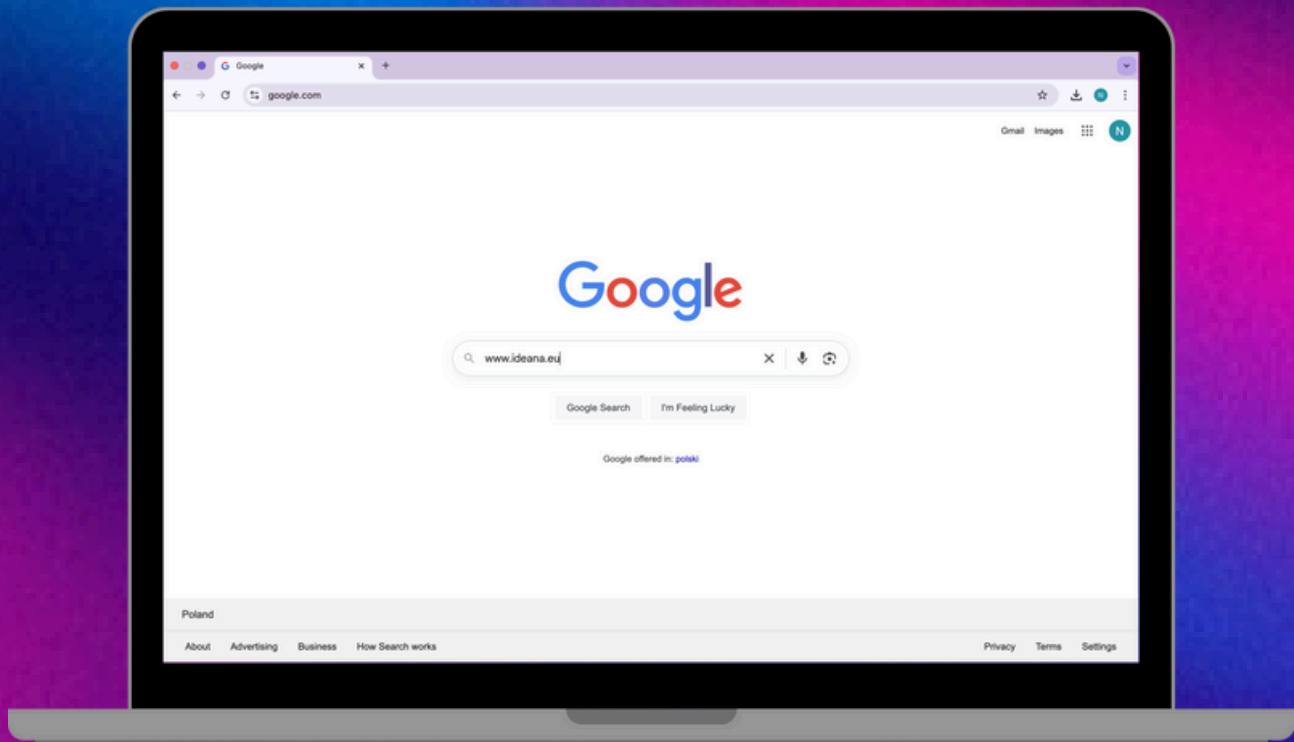 Google
google.com
N
Gmail Images N
Google
www.ideana.eu
Google Search I'm Feeling Lucky
Google offered in: polski
Poland
About Advertising Business How Search works Privacy Terms Settings